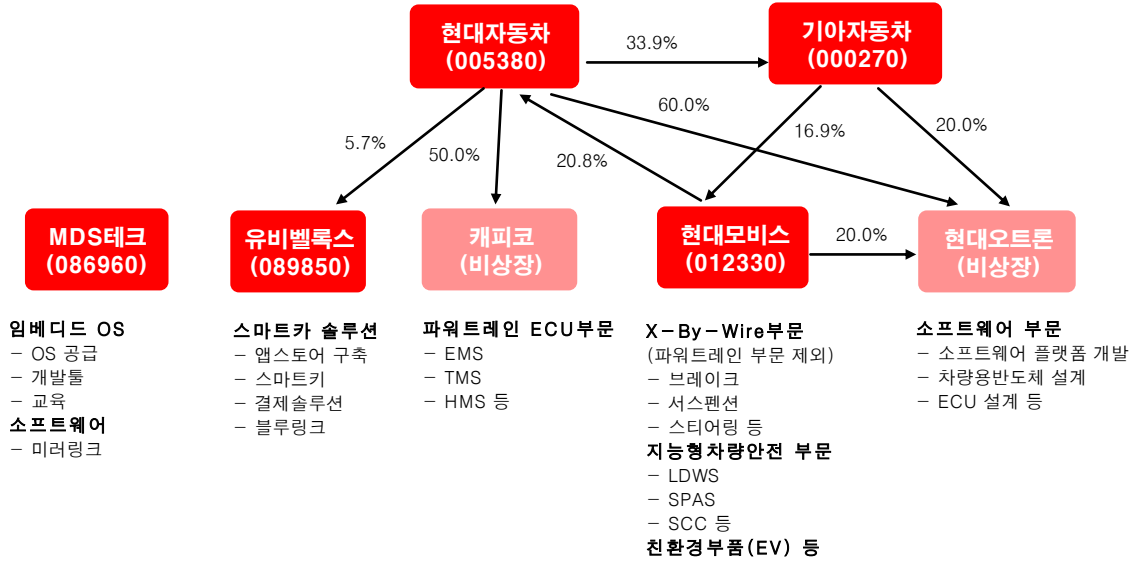 현대자동차
(005380)
기아자동차
(000270)
33.9%
60.0%
5.7%
50.0%
20.8%
16.9%
20.0%
MDS테크
(086960)
유비벨록스
(089850)
캐피코
(비상장)
현대모비스
(012330)
20.0%
현대오트론
(비상장)
임베디드 OS
- OS 공급
- 개발툴
- 교육
소프트웨어
- 미러링크
스마트카 솔루션
- 앱스토어 구축
- 스마트키
- 결제솔루션
- 블루링크
파워트레인 ECU부문
- EMS
- TMS
- HMS 등
X-By-Wire부문
(파워트레인 부문 제외)
- 브레이크
- 서스펜션
- 스티어링 등
지능형차량안전 부문
- LDWS
- SPAS
- SCC 등
친환경부품(EV) 등
소프트웨어 부문
- 소프트웨어 플랫폼 개발
- 차량용반도체 설계
- ECU 설계 등